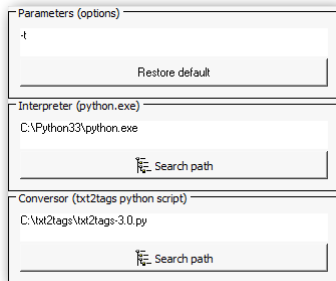 Parameters (options)
-t
Restore default
Interpreter (python.exe)
C:\Python33\python.exe
Search path
Conversor (txt2tags python script)
C:\txt2tags\txt2tags-3.0.py
Search path